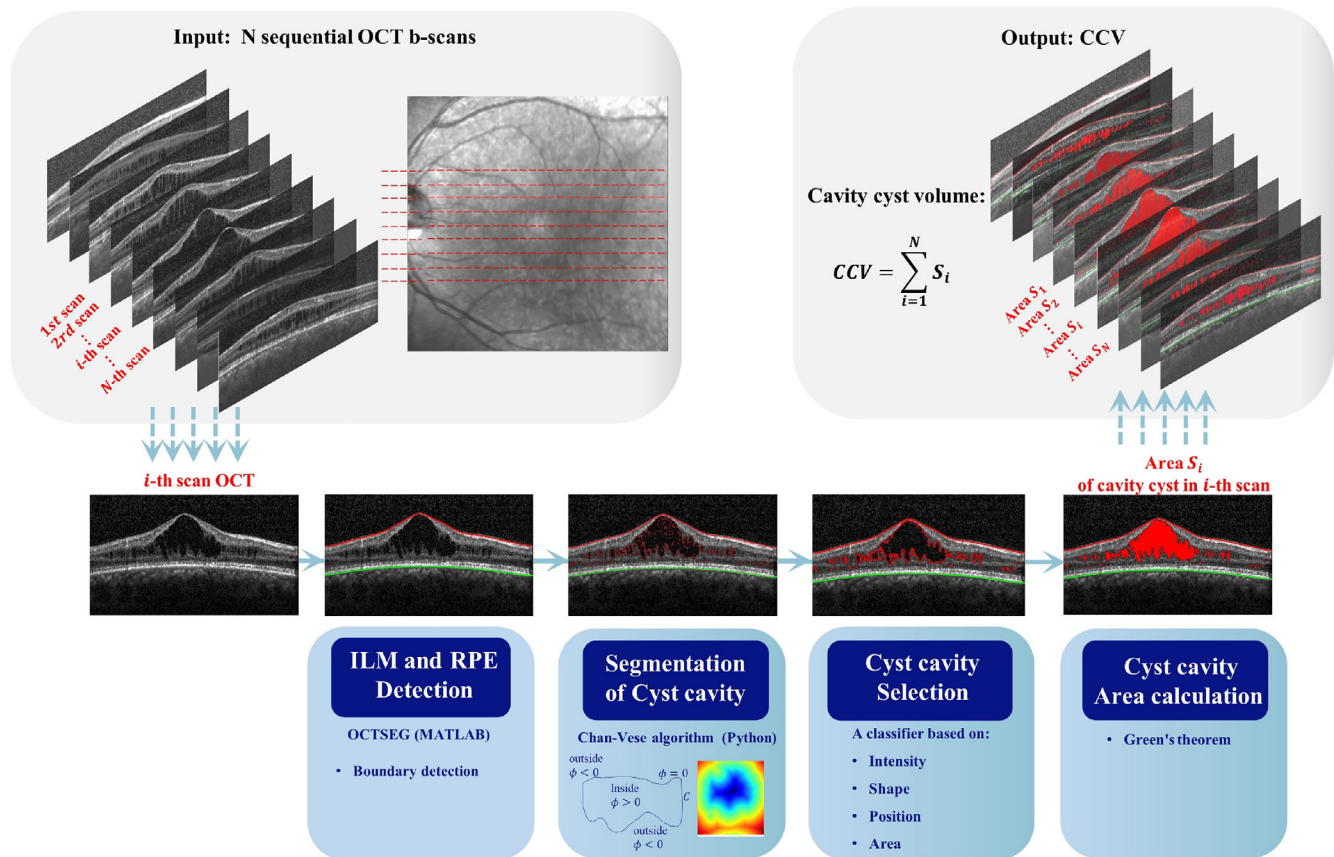 Input: N sequential OCT b-scans
1st scan
2rd scan
⋮
i-th scan
⋮
N-th scan
Output: CCV
Cavity cyst volume:
CCV = ∑_{i=1}^{N} S_i
Area S_1
Area S_2
⋮
Area S_i
⋮
Area S_N
i-th scan OCT
Area S_i
of cavity cyst in i-th scan
ILM and RPE
Detection
OCTSEG (MATLAB)
• Boundary detection
Segmentation
of Cyst cavity
Chan-Vese algorithm (Python)
outside
ϕ < 0
ϕ = 0
Inside
ϕ > 0
C
outside
ϕ < 0
Cyst cavity
Selection
A classifier based on:
• Intensity
• Shape
• Position
• Area
Cyst cavity
Area calculation
• Green's theorem